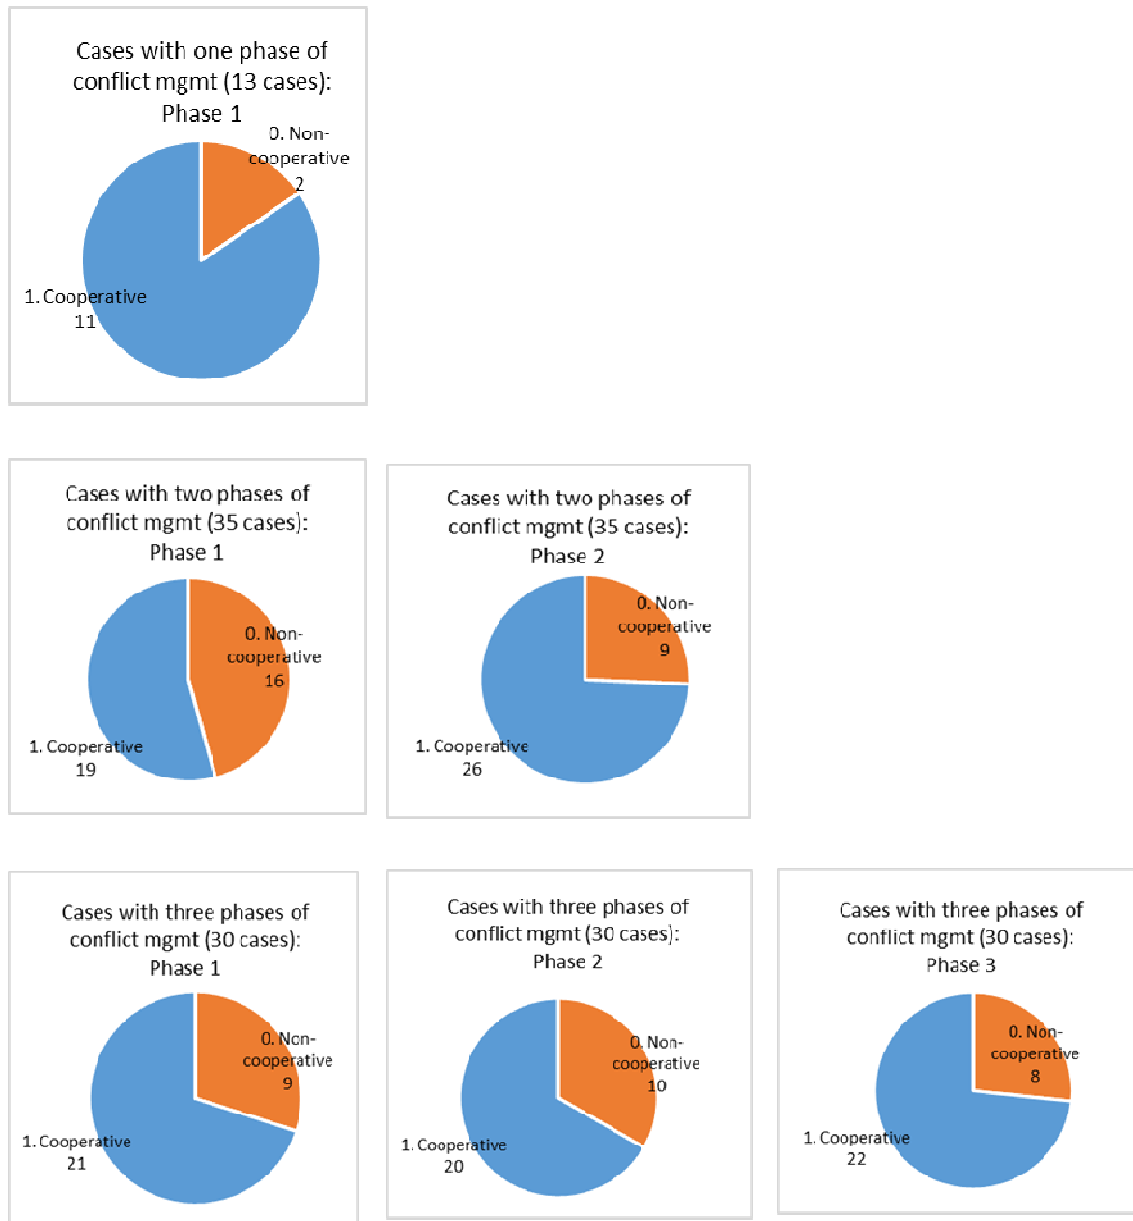 Cases with one phase of
conflict mgmt (13 cases):
Phase 1
0. Non-
cooperative
2
1. Cooperative
11
Cases with two phases of
conflict mgmt (35 cases):
Phase 1
0. Non-
cooperative
16
1. Cooperative
19
Cases with two phases of
conflict mgmt (35 cases):
Phase 2
0. Non-
cooperative
9
1. Cooperative
26
Cases with three phases of
conflict mgmt (30 cases):
Phase 1
0. Non-
cooperative
9
1. Cooperative
21
Cases with three phases of
conflict mgmt (30 cases):
Phase 2
0. Non-
cooperative
10
1. Cooperative
20
Cases with three phases of
conflict mgmt (30 cases):
Phase 3
0. Non-
cooperative
8
1. Cooperative
22